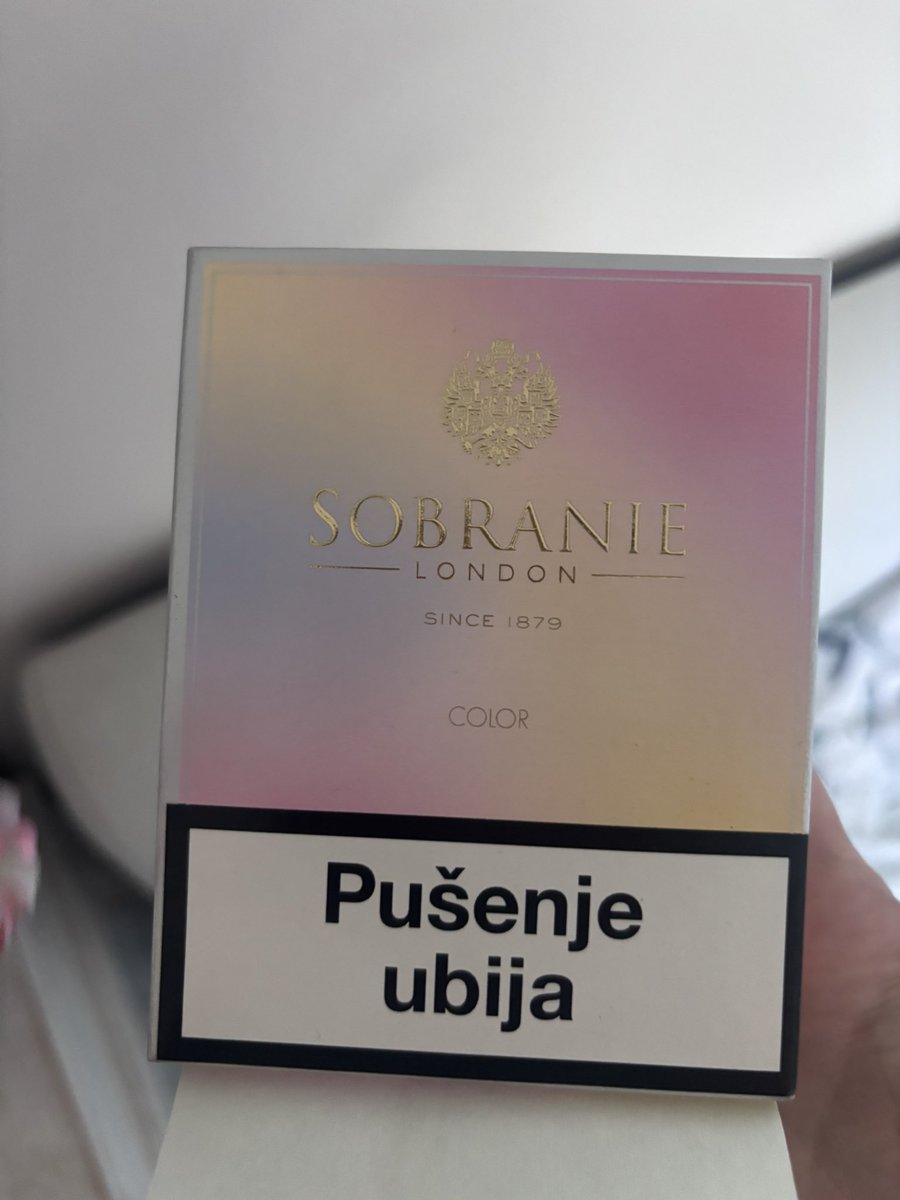 SOBRANIE
LONDON
SINCE 1879
COLOR
Pušenje
ubija